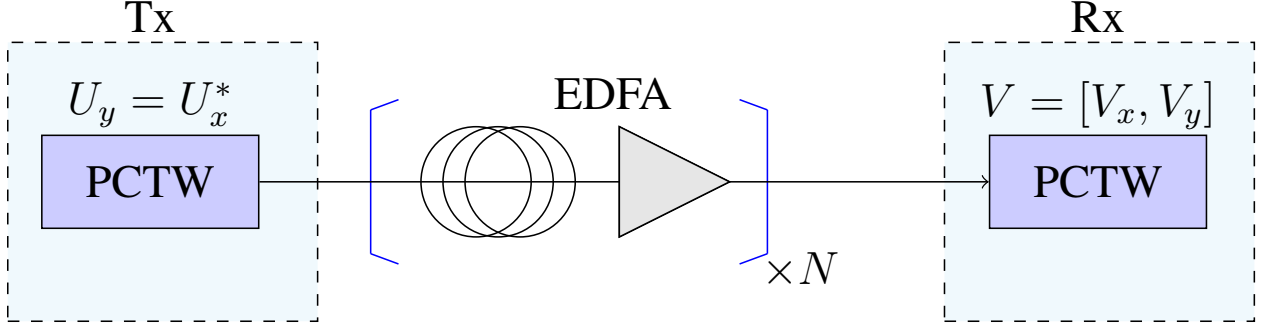 Tx
Rx
U_y = U_x^*
EDFA
V = [V_x, V_y]
PCTW
PCTW
×N